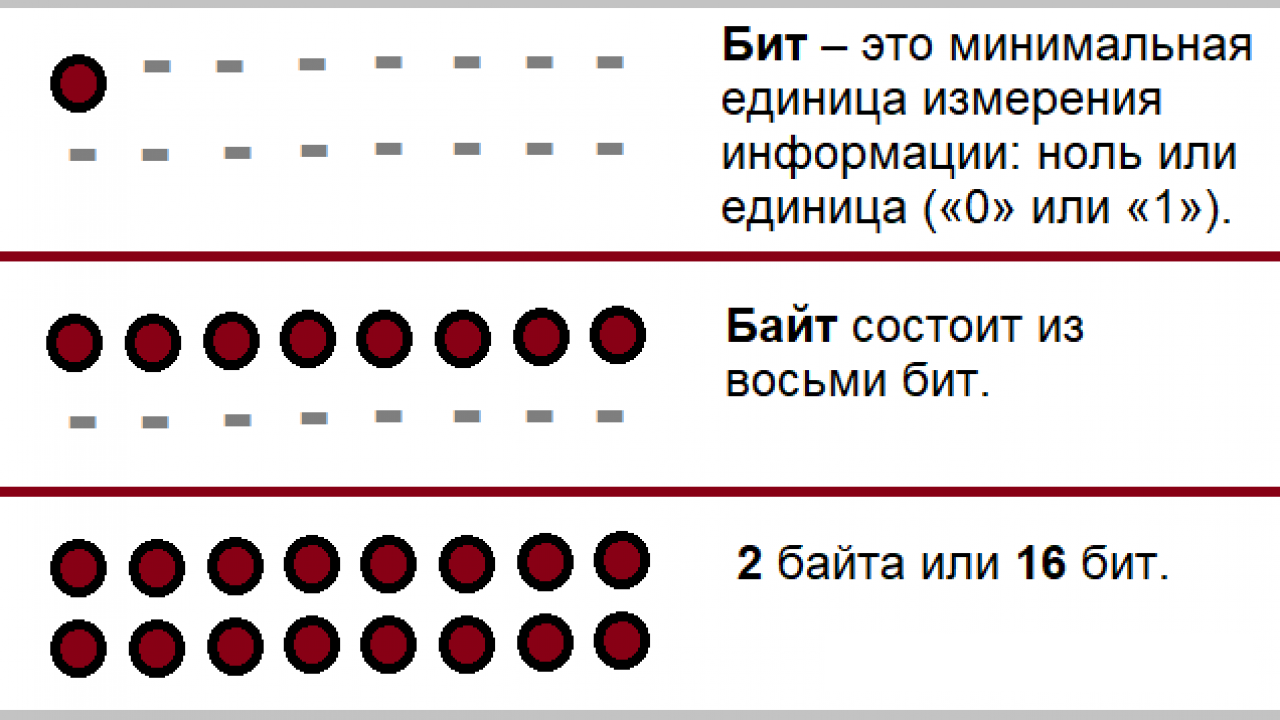 Бит – это минимальная
единица измерения
информации: ноль или
единица («0» или «1»).
Байт состоит из
восьми бит.
2 байта или 16 бит.